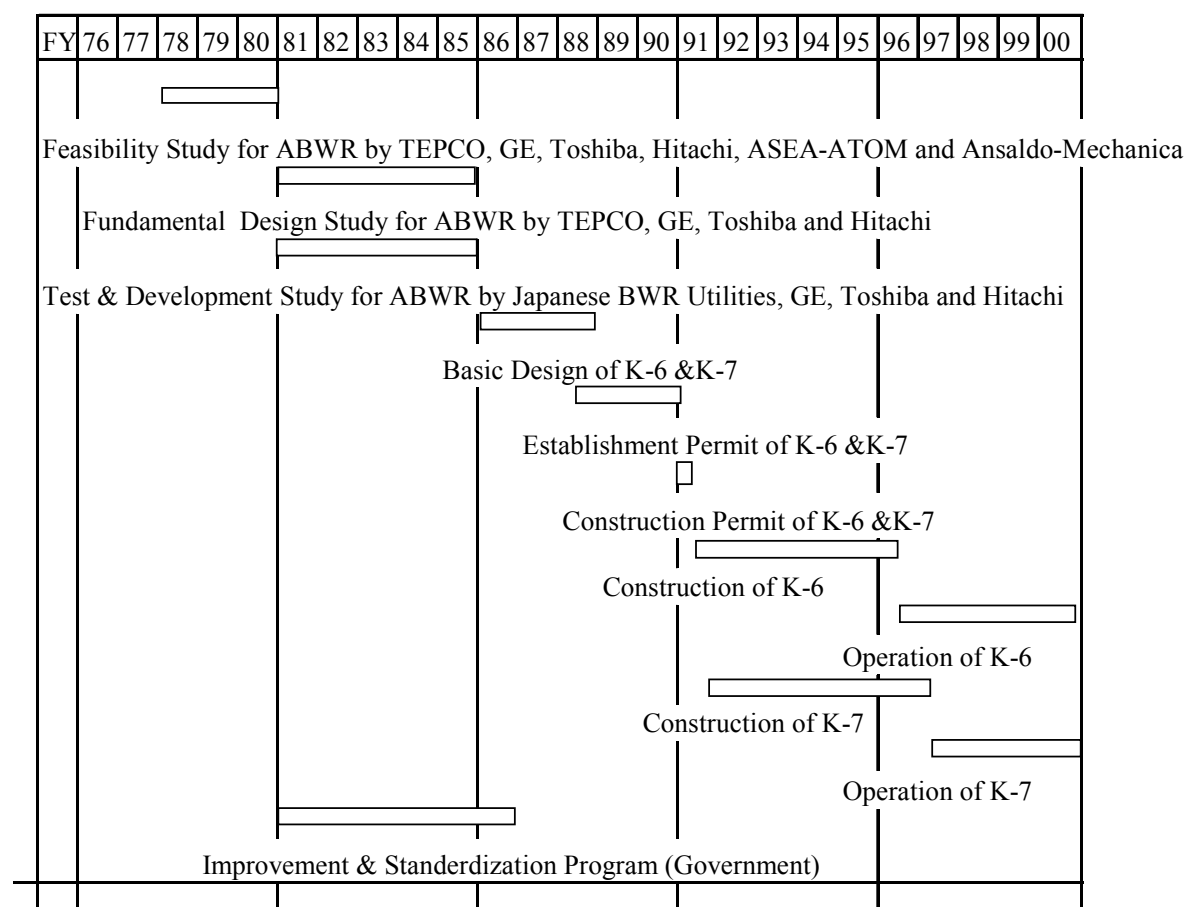 FY 76 77 78 79 80 81 82 83 84 85 86 87 88 89 90 91 92 93 94 95 96 97 98 99 00
Feasibility Study for ABWR by TEPCO, GE, Toshiba, Hitachi, ASEA-ATOM and Ansaldo-Mechanica
Fundamental Design Study for ABWR by TEPCO, GE, Toshiba and Hitachi
Test & Development Study for ABWR by Japanese BWR Utilities, GE, Toshiba and Hitachi
Basic Design of K-6 &K-7
Establishment Permit of K-6 &K-7
Construction Permit of K-6 &K-7
Construction of K-6
Operation of K-6
Construction of K-7
Operation of K-7
Improvement & Standerdization Program (Government)